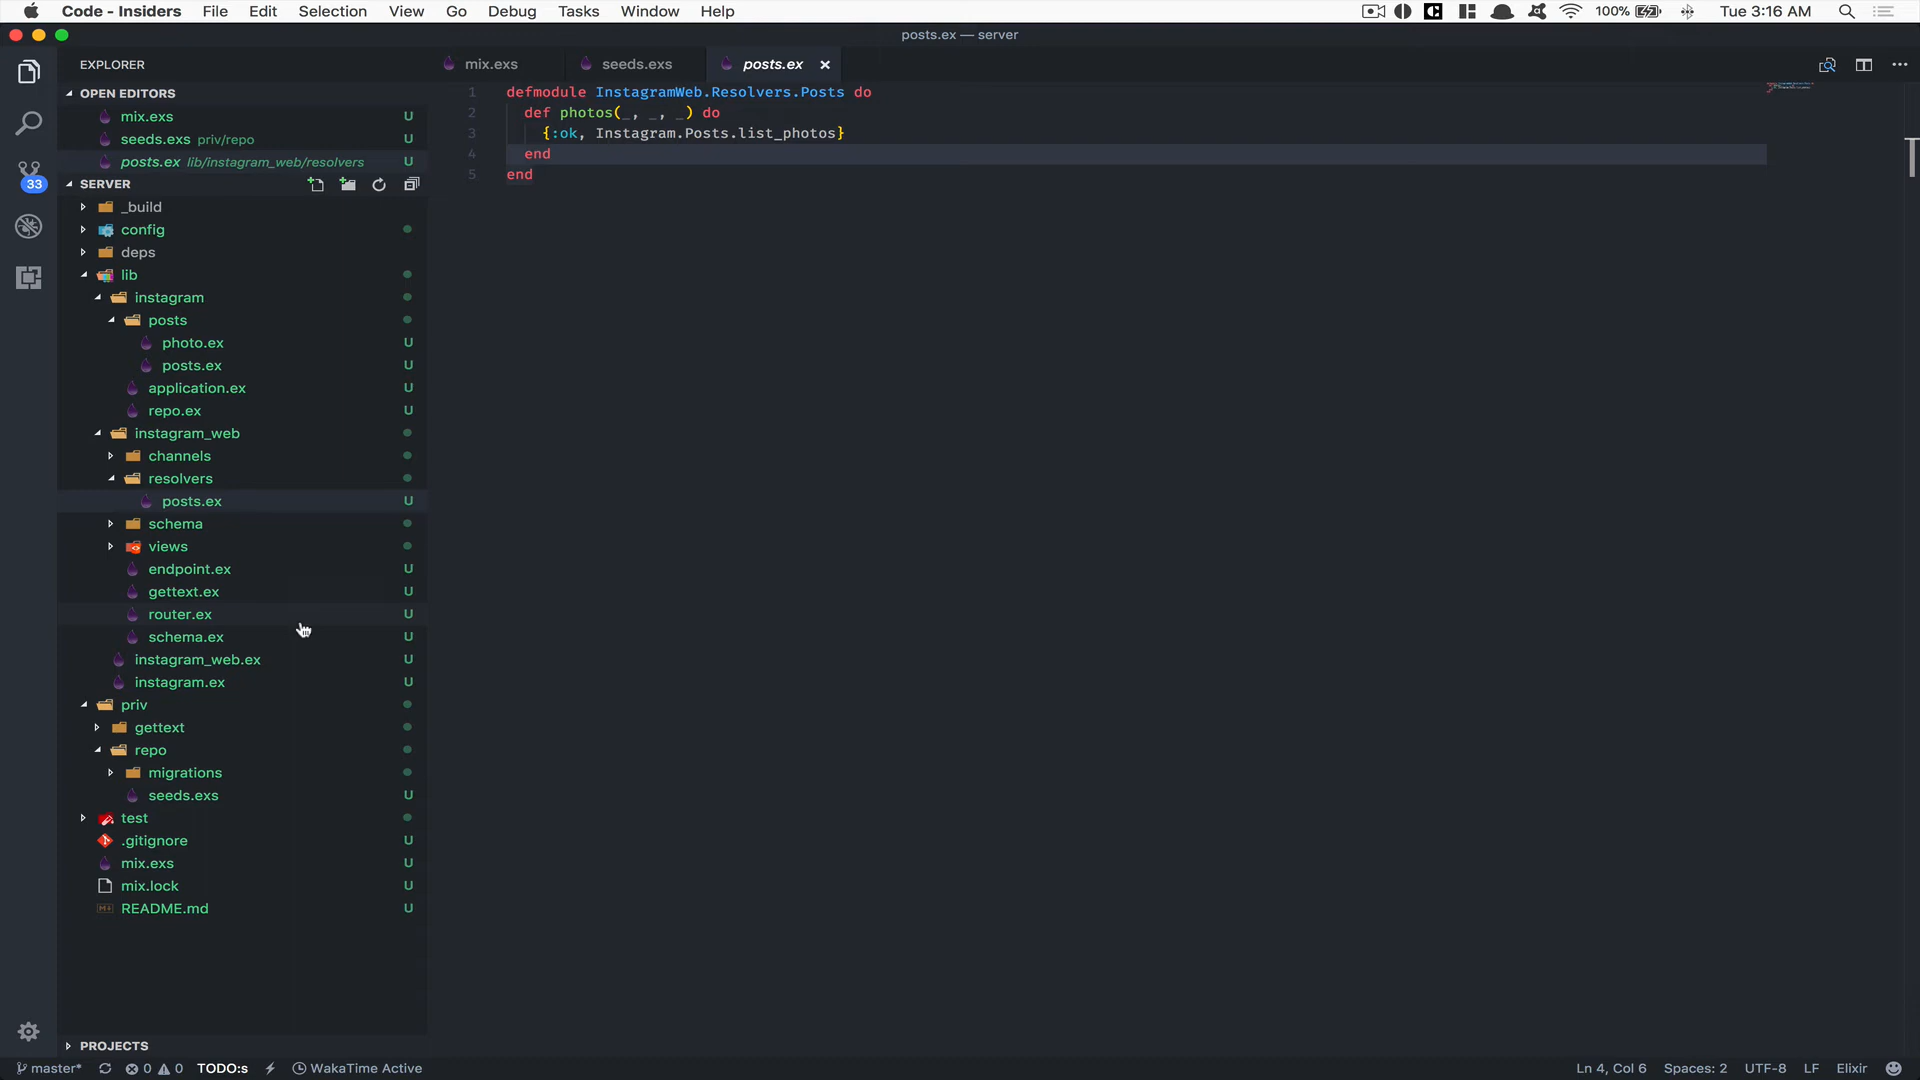 Code - Insiders File Edit Selection View Go Debug Tasks Window Help 100% Tue 3:16 AM
posts.ex — server
EXPLORER
mix.exs seeds.exs posts.ex
OPEN EDITORS
mix.exs U
seeds.exs priv/repo U
posts.ex lib/instagram_web/resolvers U
33
SERVER
_build
config
deps
lib
instagram
posts
photo.ex U
posts.ex U
application.ex U
repo.ex U
instagram_web
channels
resolvers
posts.ex U
schema
views
endpoint.ex U
gettext.ex U
router.ex U
schema.ex U
instagram_web.ex U
instagram.ex U
priv
gettext
repo
migrations
seeds.exs U
test
.gitignore U
mix.exs U
mix.lock U
README.md U
PROJECTS
1 defmodule InstagramWeb.Resolvers.Posts do
2 def photos(_, _, _) do
3 {:ok, Instagram.Posts.list_photos}
4 end
5 end
master* 0 0 TODO:s WakaTime Active Ln 4, Col 6 Spaces: 2 UTF-8 LF Elixir